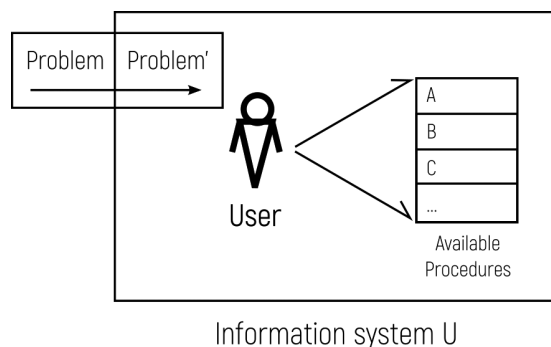 Problem Problem'
User
A
B
C
...
Available
Procedures
Information system U